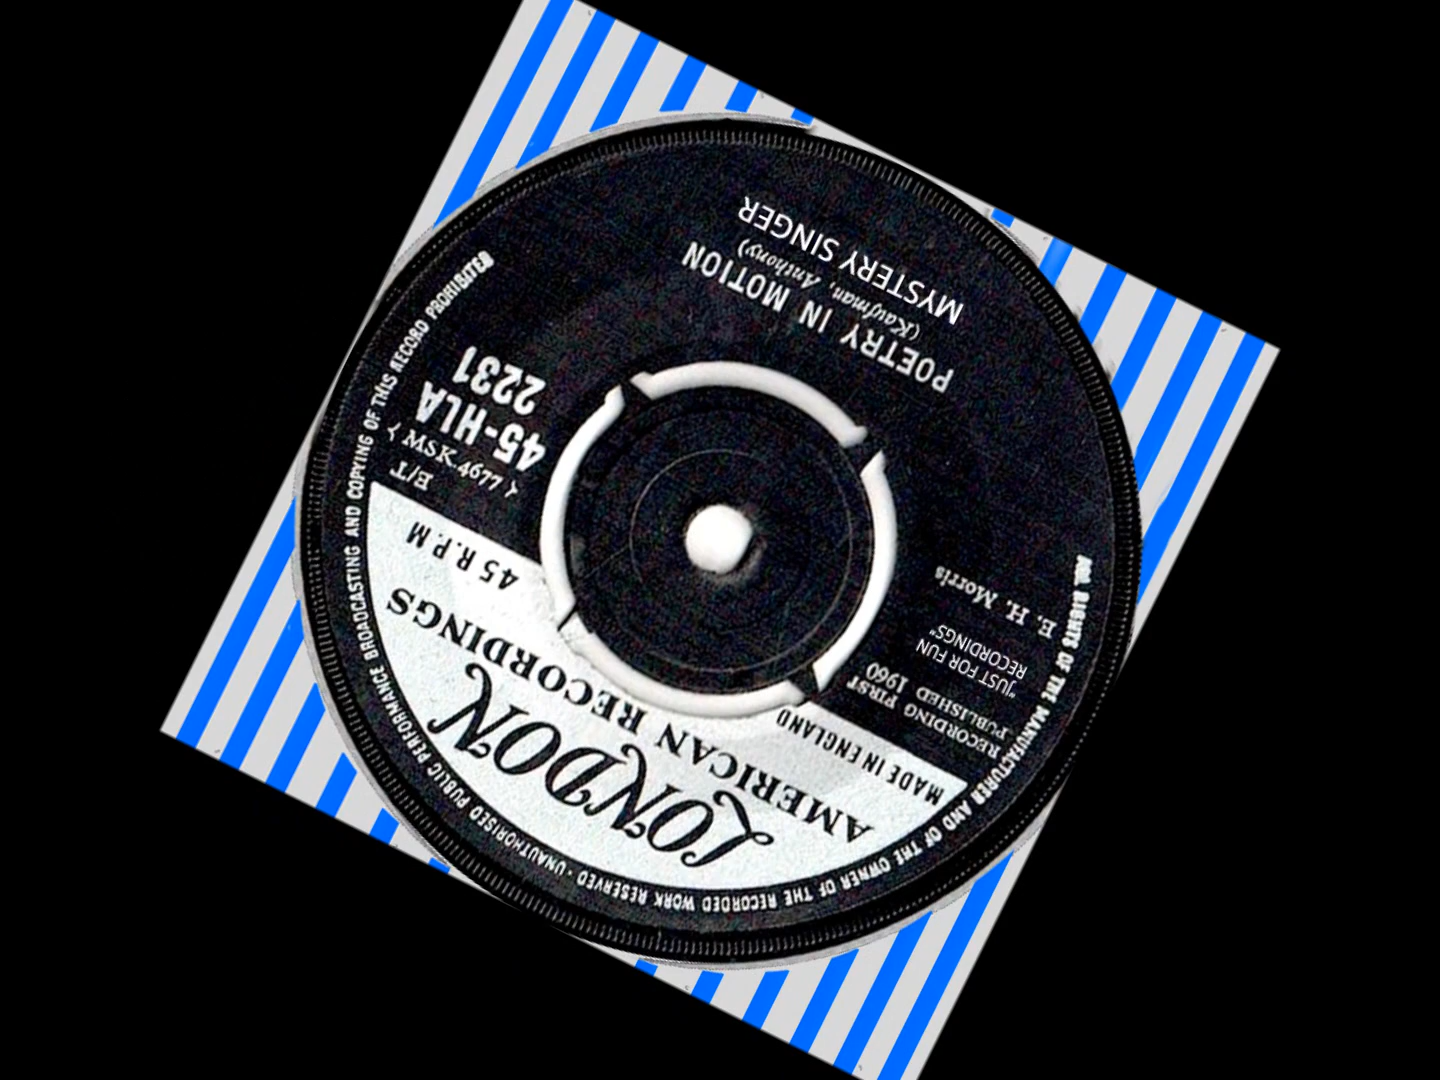 ALL RIGHTS OF THE MANUFACTURER AND OF THE OWNER OF THE RECORDED WORK RESERVED · UNAUTHORISED PUBLIC PERFORMANCE BROADCASTING AND COPYING OF THIS RECORD PROHIBITED
LONDON
AMERICAN RECORDINGS
MADE IN ENGLAND
45 R.P.M
RECORDING FIRST
PUBLISHED 1960
"JUST FOR FUN
RECORDINGS"
E. H. Morris
E/T
< MSK.4677 >
45-HLA
2231
POETRY IN MOTION
(Kaufman, Anthony)
MYSTERY SINGER